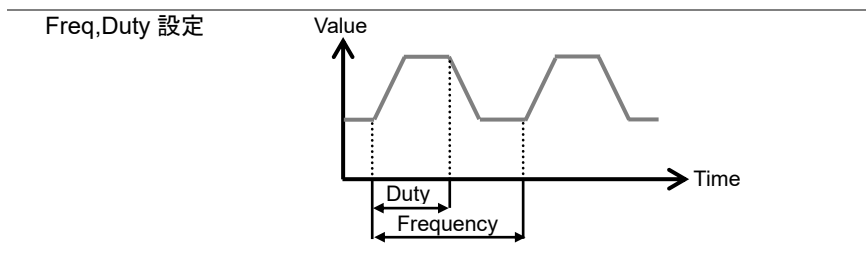 Freq,Duty 設定
Value
Time
Duty
Frequency